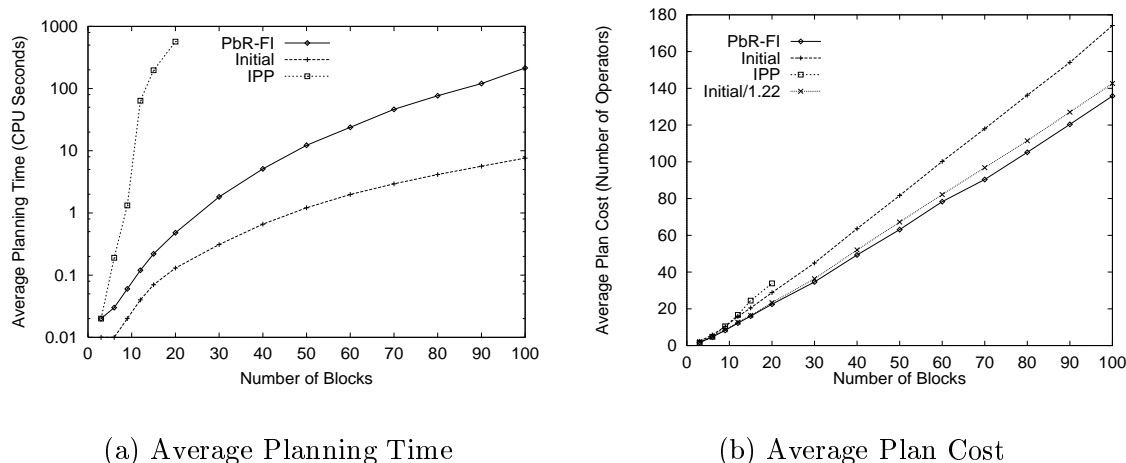 1000
100
10
1
0.1
0.01
0 10 20 30 40 50 60 70 80 90 100
Average Planning Time (CPU Seconds)
Number of Blocks
PbR-FI
Initial
IPP
(a) Average Planning Time
180
160
140
120
100
80
60
40
20
0
0 10 20 30 40 50 60 70 80 90 100
Average Plan Cost (Number of Operators)
Number of Blocks
PbR-FI
Initial
IPP
Initial/1.22
(b) Average Plan Cost